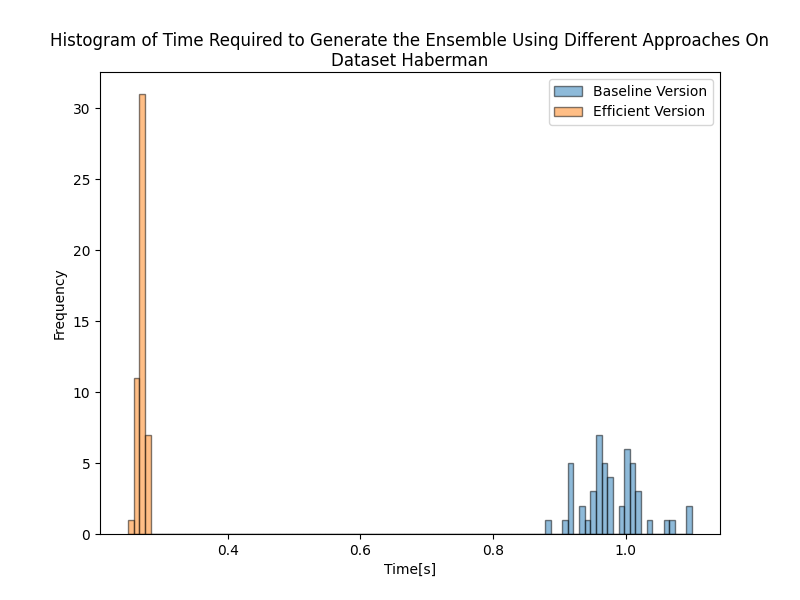 Histogram of Time Required to Generate the Ensemble Using Different Approaches On
Dataset Haberman
Baseline Version
Efficient Version
Frequency
30
25
20
15
10
5
0
0.4
0.6
0.8
1.0
Time[s]